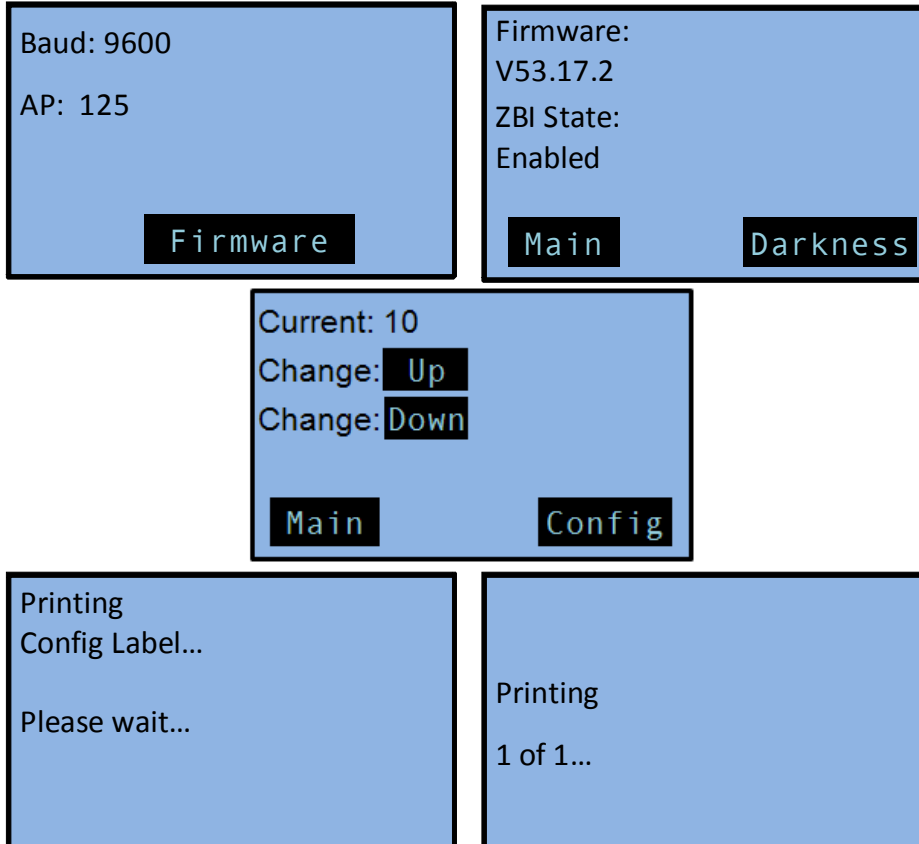 Baud: 9600
AP: 125
Firmware
Firmware:
V53.17.2
ZBI State:
Enabled
Main
Darkness
Current: 10
Change: Up
Change: Down
Main
Config
Printing
Config Label...
Please wait...
Printing
1 of 1...